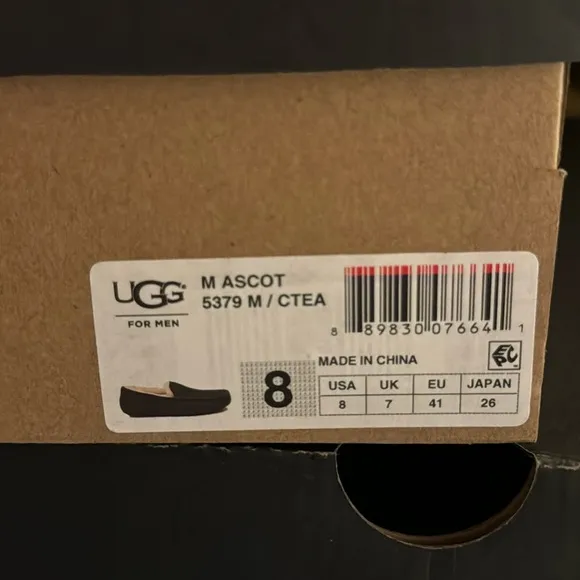 UGG
FOR MEN
M ASCOT
5379 M / CTEA
8 89830 07664 1
MADE IN CHINA
8
USA UK EU JAPAN
8 7 41 26